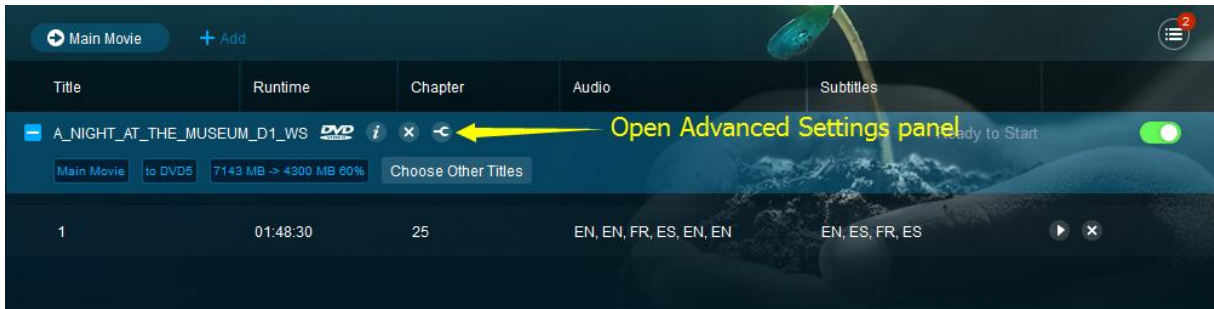 Main Movie + Add 2
Title Runtime Chapter Audio Subtitles
A_NIGHT_AT_THE_MUSEUM_D1_WS DVD i Open Advanced Settings panel Ready to Start
Main Movie to DVD5 7143 MB -> 4300 MB 60% Choose Other Titles
1 01:48:30 25 EN, EN, FR, ES, EN, EN EN, ES, FR, ES